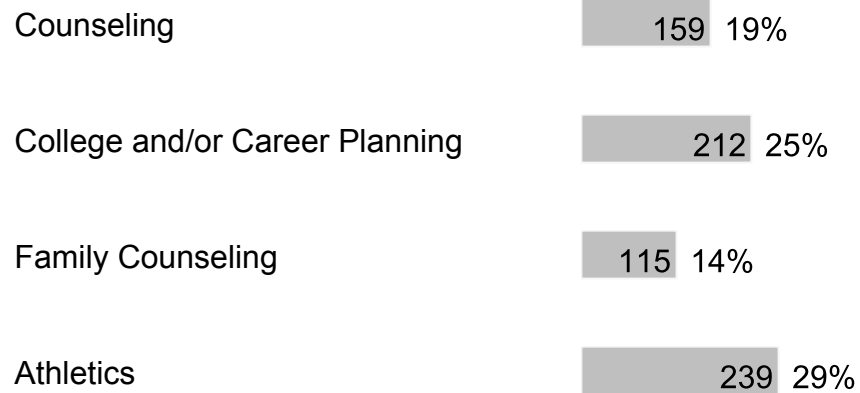 Counseling 159 19%
College and/or Career Planning 212 25%
Family Counseling 115 14%
Athletics 239 29%